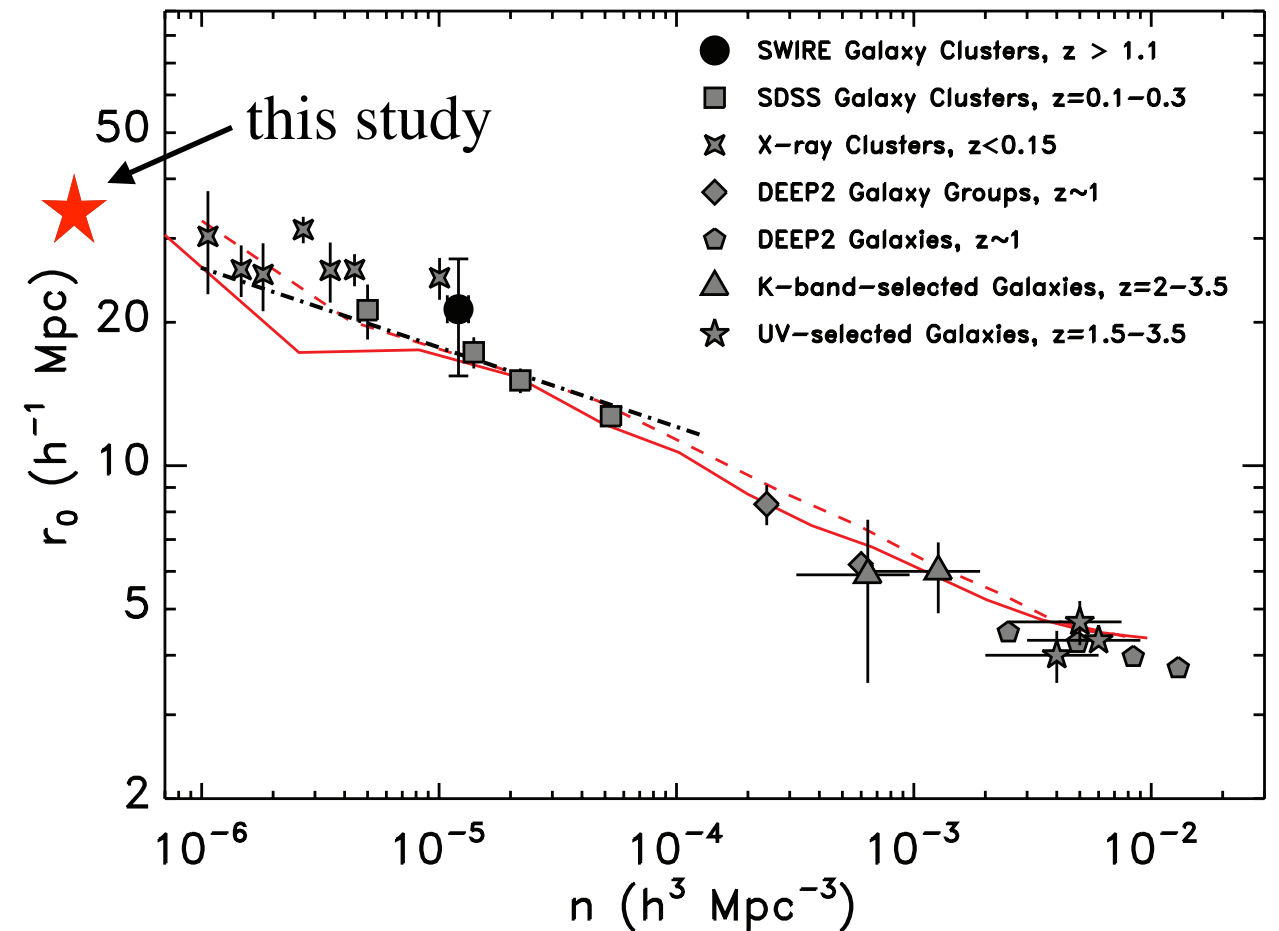 this study
SWIRE Galaxy Clusters, z > 1.1
SDSS Galaxy Clusters, z=0.1−0.3
X−ray Clusters, z<0.15
DEEP2 Galaxy Groups, z~1
DEEP2 Galaxies, z~1
K−band−selected Galaxies, z=2−3.5
UV−selected Galaxies, z=1.5−3.5
50
20
10
5
2
r₀ (h⁻¹ Mpc)
10⁻⁶ 10⁻⁵ 10⁻⁴ 10⁻³ 10⁻²
n (h³ Mpc⁻³)